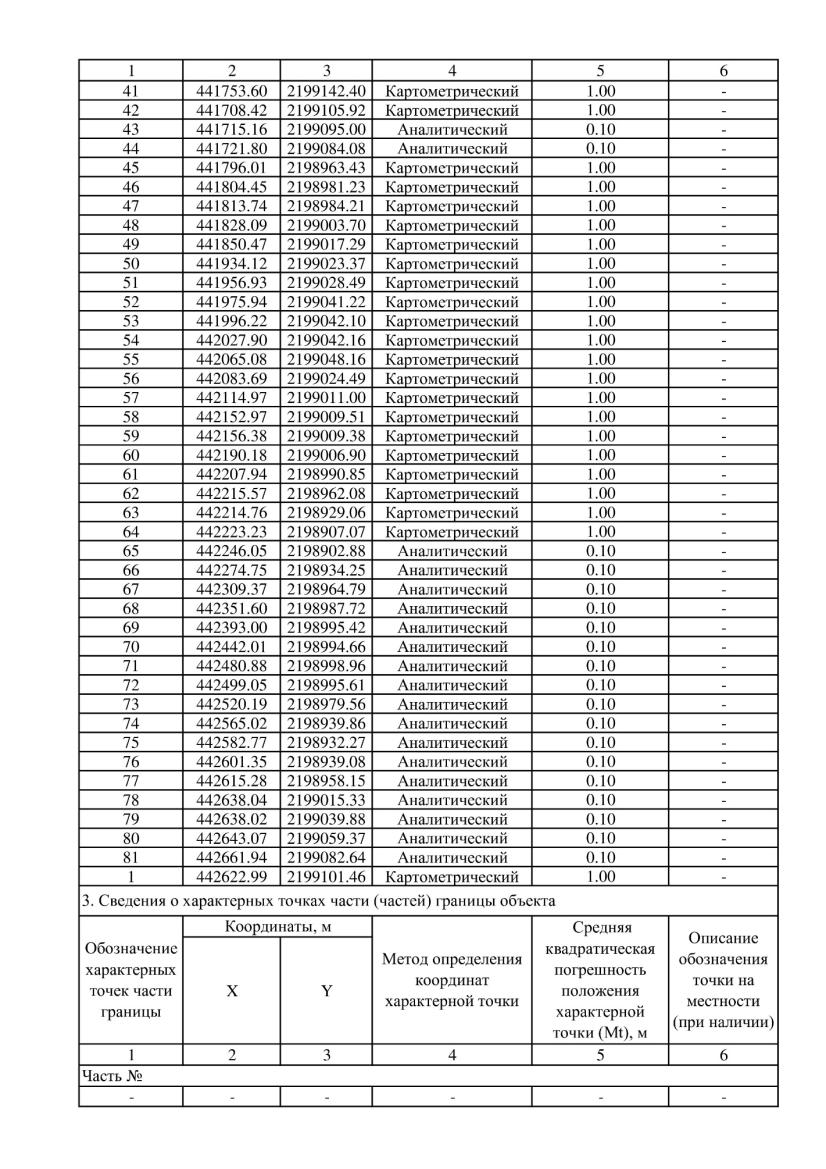 1 2 3 4 5 6
41 441753.60 2199142.40 Картометрический 1.00 -
42 441708.42 2199105.92 Картометрический 1.00 -
43 441715.16 2199095.00 Аналитический 0.10 -
44 441721.80 2199084.08 Аналитический 0.10 -
45 441796.01 2198963.43 Картометрический 1.00 -
46 441804.45 2198981.23 Картометрический 1.00 -
47 441813.74 2198984.21 Картометрический 1.00 -
48 441828.09 2199003.70 Картометрический 1.00 -
49 441850.47 2199017.29 Картометрический 1.00 -
50 441934.12 2199023.37 Картометрический 1.00 -
51 441956.93 2199028.49 Картометрический 1.00 -
52 441975.94 2199041.22 Картометрический 1.00 -
53 441996.22 2199042.10 Картометрический 1.00 -
54 442027.90 2199042.16 Картометрический 1.00 -
55 442065.08 2199048.16 Картометрический 1.00 -
56 442083.69 2199024.49 Картометрический 1.00 -
57 442114.97 2199011.00 Картометрический 1.00 -
58 442152.97 2199009.51 Картометрический 1.00 -
59 442156.38 2199009.38 Картометрический 1.00 -
60 442190.18 2199006.90 Картометрический 1.00 -
61 442207.94 2198990.85 Картометрический 1.00 -
62 442215.57 2198962.08 Картометрический 1.00 -
63 442214.76 2198929.06 Картометрический 1.00 -
64 442223.23 2198907.07 Картометрический 1.00 -
65 442246.05 2198902.88 Аналитический 0.10 -
66 442274.75 2198934.25 Аналитический 0.10 -
67 442309.37 2198964.79 Аналитический 0.10 -
68 442351.60 2198987.72 Аналитический 0.10 -
69 442393.00 2198995.42 Аналитический 0.10 -
70 442442.01 2198994.66 Аналитический 0.10 -
71 442480.88 2198998.96 Аналитический 0.10 -
72 442499.05 2198995.61 Аналитический 0.10 -
73 442520.19 2198979.56 Аналитический 0.10 -
74 442565.02 2198939.86 Аналитический 0.10 -
75 442582.77 2198932.27 Аналитический 0.10 -
76 442601.35 2198939.08 Аналитический 0.10 -
77 442615.28 2198958.15 Аналитический 0.10 -
78 442638.04 2199015.33 Аналитический 0.10 -
79 442638.02 2199039.88 Аналитический 0.10 -
80 442643.07 2199059.37 Аналитический 0.10 -
81 442661.94 2199082.64 Аналитический 0.10 -
1 442622.99 2199101.46 Картометрический 1.00 -
3. Сведения о характерных точках части (частей) границы объекта
Обозначение
характерных
точек части
границы
Координаты, м
X Y
Метод определения
координат
характерной точки
Средняя
квадратическая
погрешность
положения
характерной
точки (Mt), м
Описание
обозначения
точки на
местности
(при наличии)
1 2 3 4 5 6
Часть №
- - - - - -